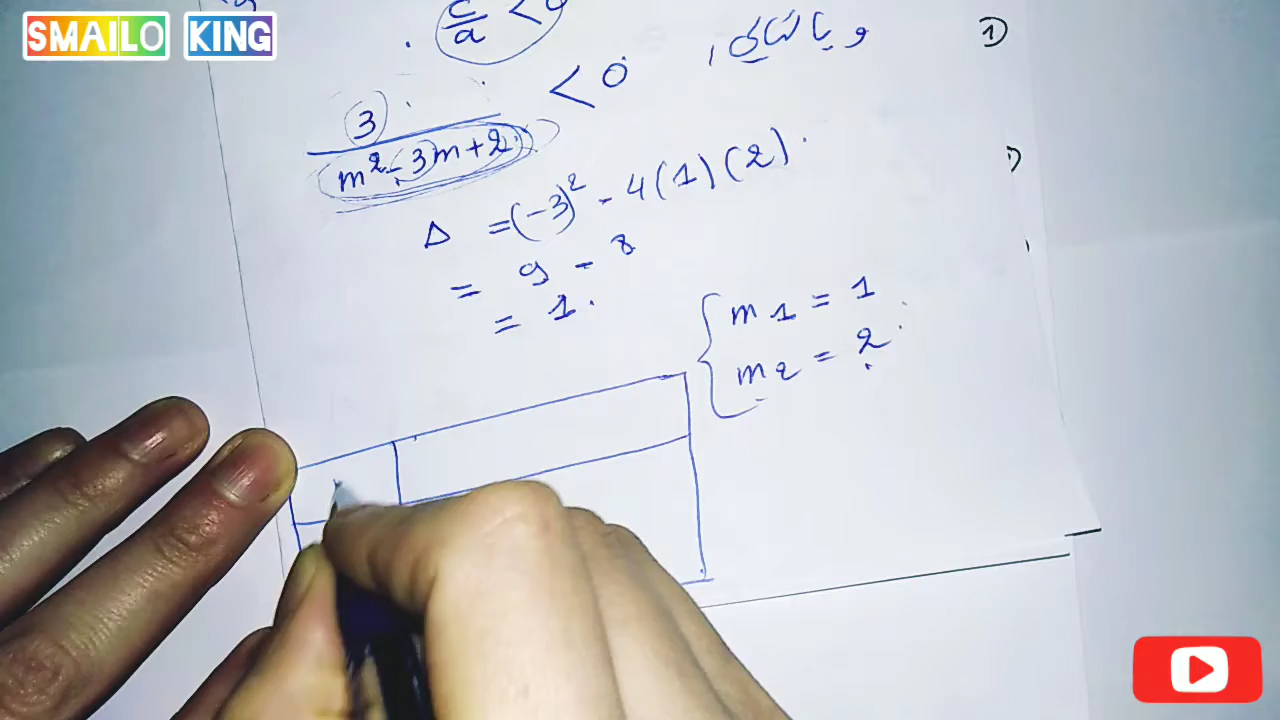 SMAILO KING
c/a < 0
وبالتالي
3/(m² - 3m + 2) < 0
Δ = (-3)² - 4(1)(2)
= 9 - 8
= 1
m1 = 1
m2 = 2